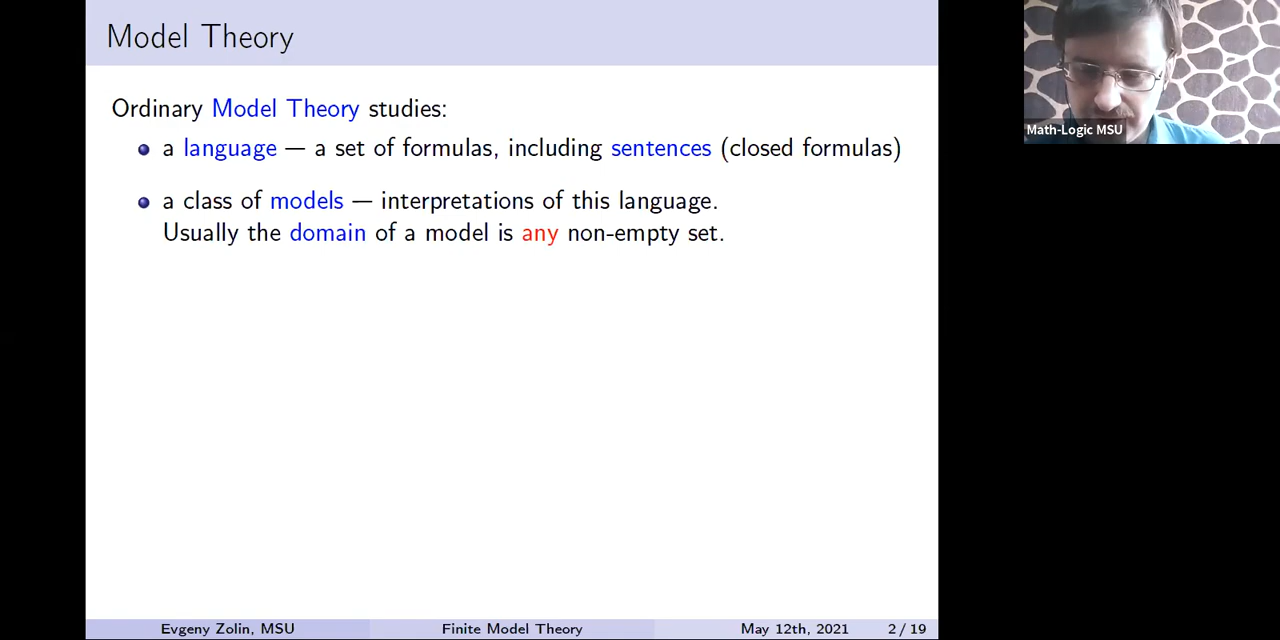 Model Theory
Math-Logic MSU
Ordinary Model Theory studies:
a language — a set of formulas, including sentences (closed formulas)
a class of models — interpretations of this language.
Usually the domain of a model is any non-empty set.
Evgeny Zolin, MSU Finite Model Theory May 12th, 2021 2 / 19